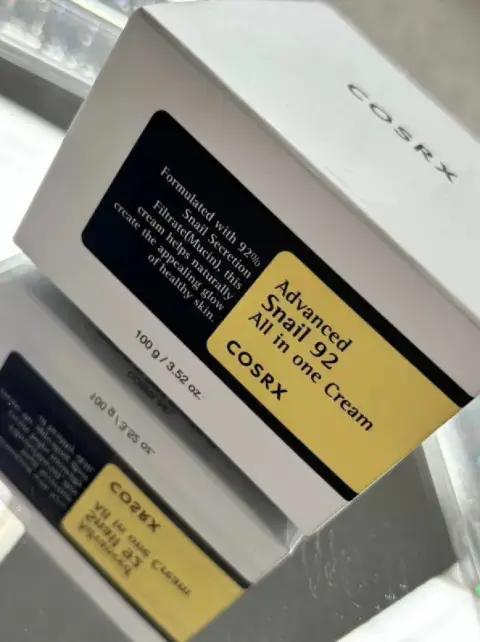 COSRX
Formulated with 92%
Snail Secretion
Filtrate(Mucin), this
cream helps naturally
create the appealing glow
of healthy skin.
Advanced
Snail 92
All in one Cream
COSRX
100 g / 3.52 oz.